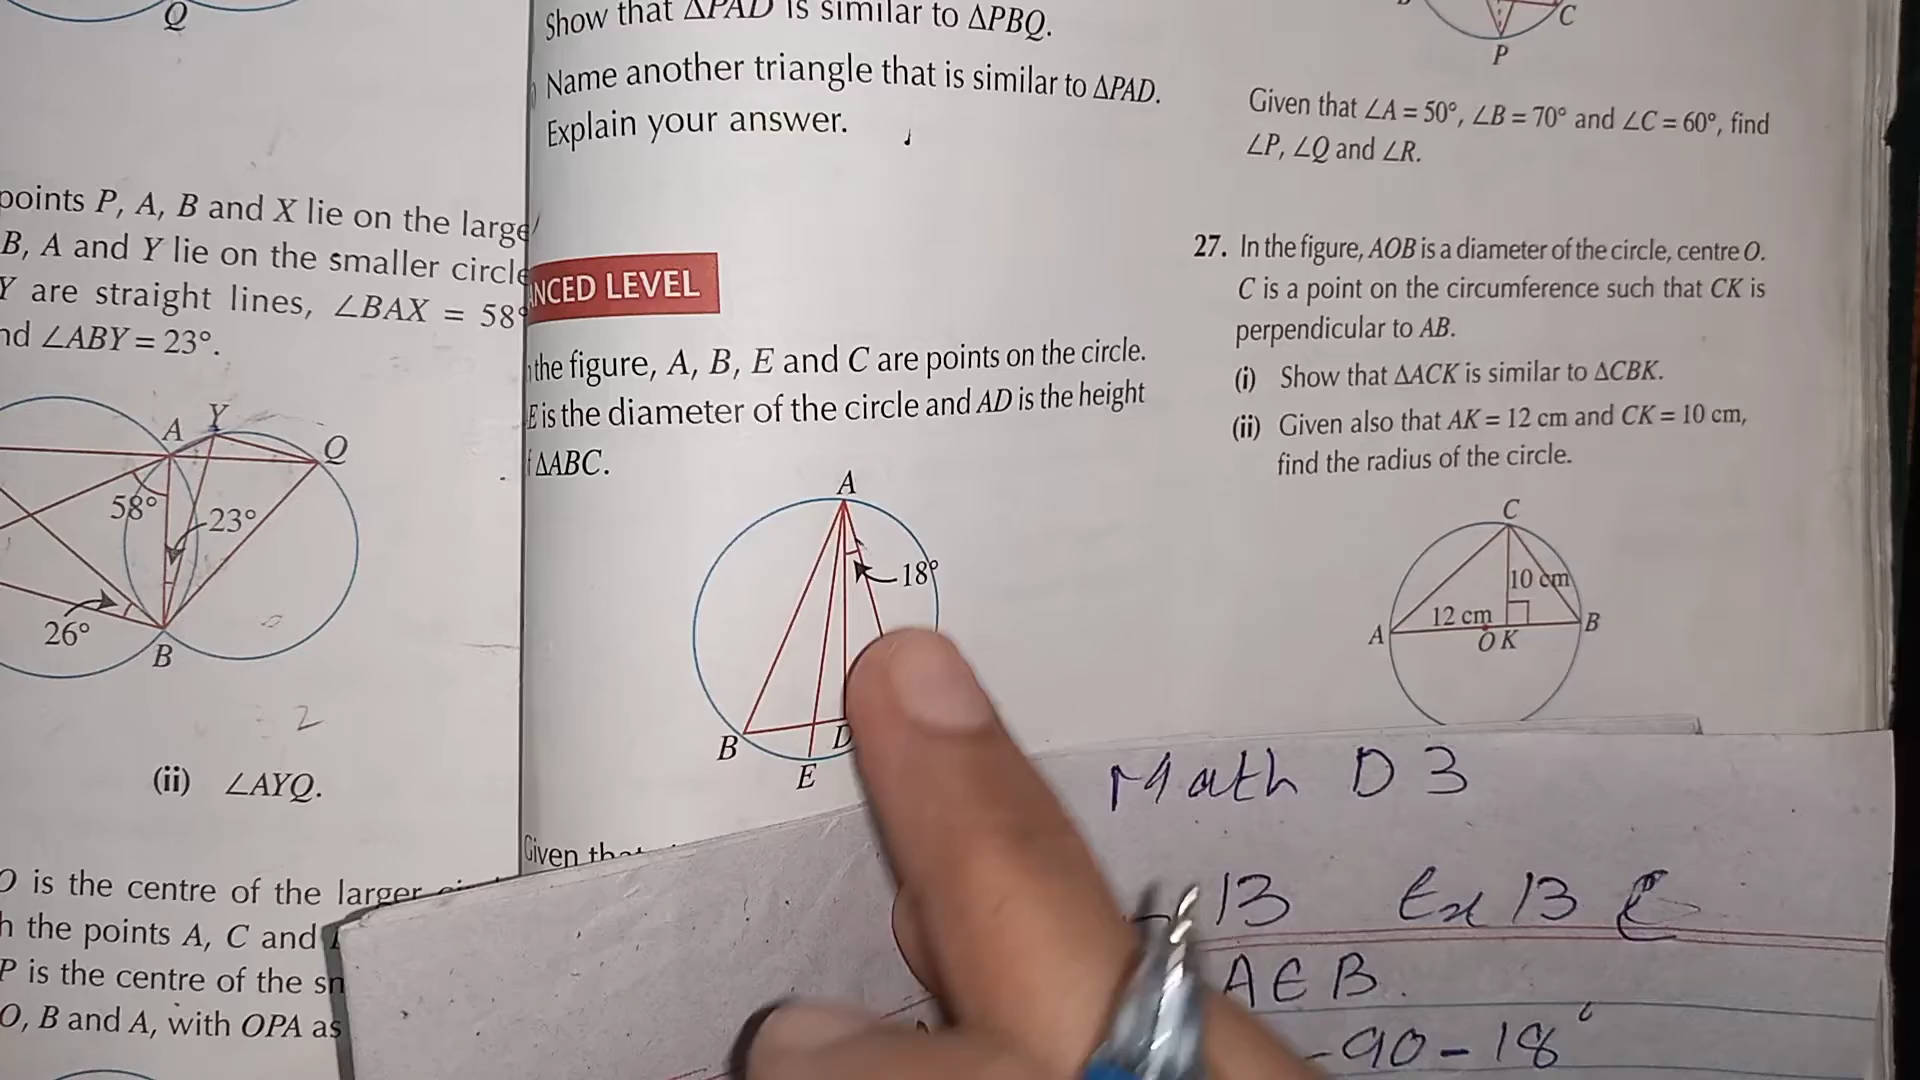 Q
points P, A, B and X lie on the large
B, A and Y lie on the smaller circle
Y are straight lines, ∠BAX = 58°
nd ∠ABY = 23°.
A
Y
Q
58°
23°
26°
B
2
(ii) ∠AYQ.
O is the centre of the larger
h the points A, C and
P is the centre of the sm
O, B and A, with OPA as
Show that ΔPAD is similar to ΔPBQ.
Name another triangle that is similar to ΔPAD.
Explain your answer.
ANCED LEVEL
the figure, A, B, E and C are points on the circle.
E is the diameter of the circle and AD is the height
f ΔABC.
A
18°
B
D
E
Given that
C
P
Given that ∠A = 50°, ∠B = 70° and ∠C = 60°, find
∠P, ∠Q and ∠R.
27. In the figure, AOB is a diameter of the circle, centre O.
C is a point on the circumference such that CK is
perpendicular to AB.
(i) Show that ΔACK is similar to ΔCBK.
(ii) Given also that AK = 12 cm and CK = 10 cm,
find the radius of the circle.
C
10 cm
12 cm
A
O K
B
Math D 3
13 Ex 13 C
AEB.
-90-18°